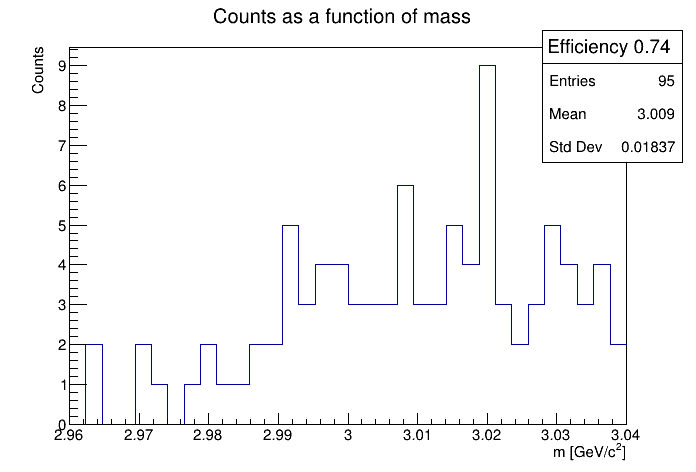 Counts as a function of mass
Counts
Efficiency 0.74
Entries 95
Mean 3.009
Std Dev 0.01837
9
8
7
6
5
4
3
2
1
0
2.96 2.97 2.98 2.99 3 3.01 3.02 3.03 3.04
m [GeV/c²]